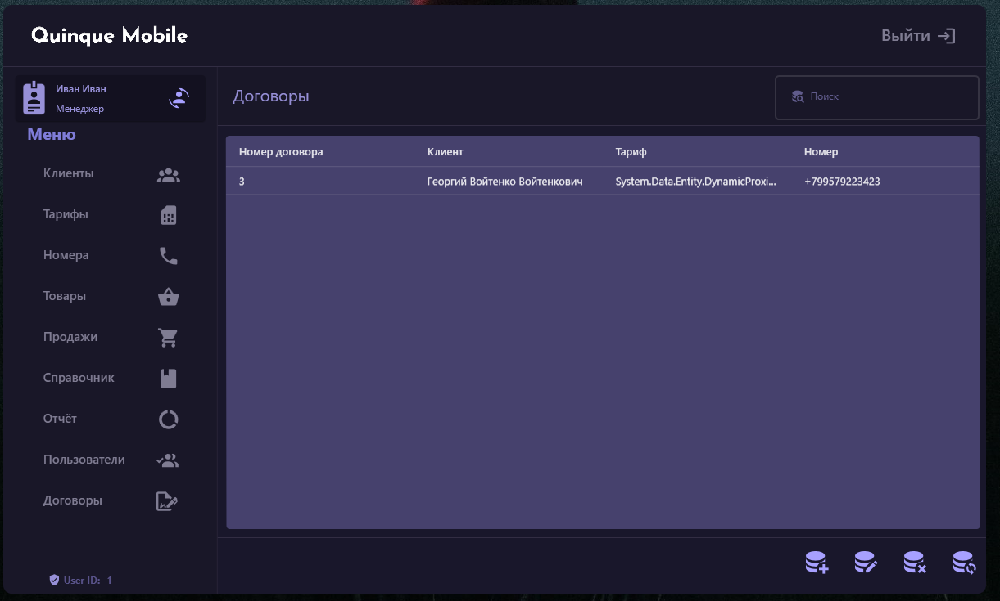 Quinque Mobile
Выйти
Иван Иван
Менеджер
Меню
Клиенты
Тарифы
Номера
Товары
Продажи
Справочник
Отчёт
Пользователи
Договоры
User ID: 1
Договоры
Поиск
Номер договора Клиент Тариф Номер
3 Георгий Войтенко Войтенкович System.Data.Entity.DynamicProxi... +799579223423